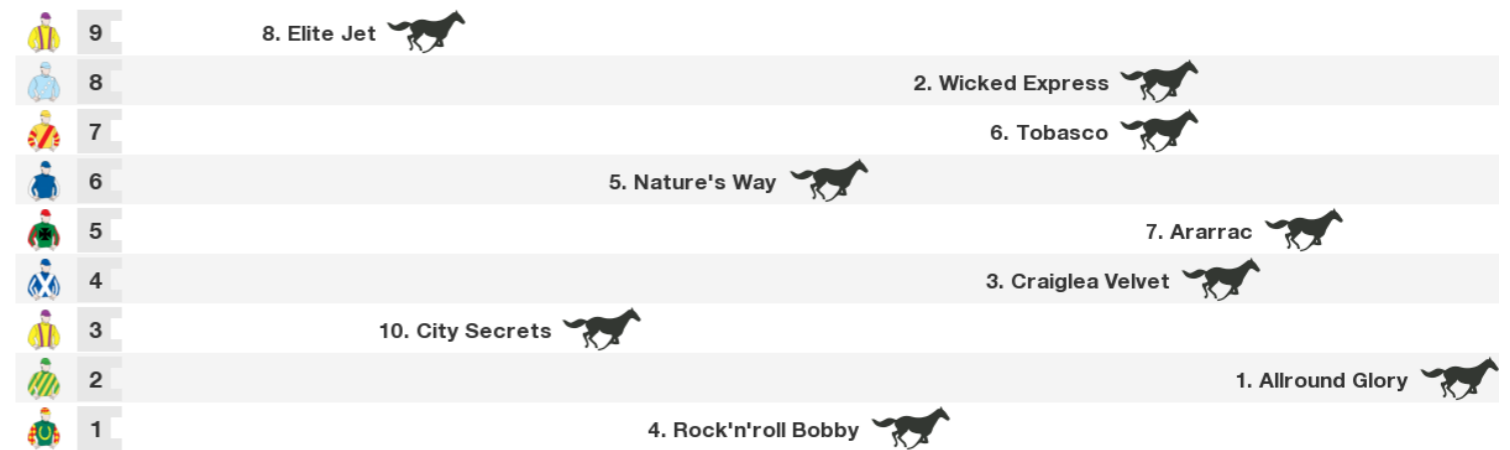 9 8. Elite Jet
8 2. Wicked Express
7 6. Tobasco
6 5. Nature's Way
5 7. Ararrac
4 3. Craiglea Velvet
3 10. City Secrets
2 1. Allround Glory
1 4. Rock'n'roll Bobby